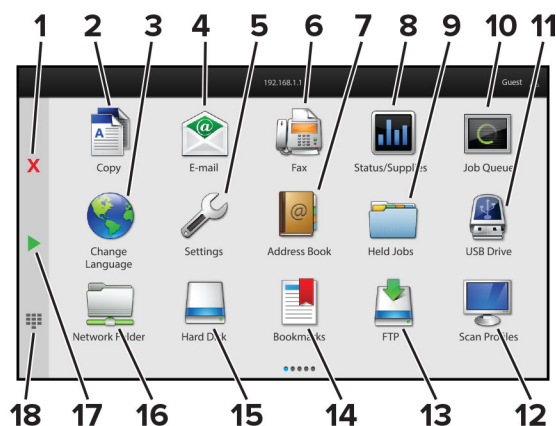 1 2 3 4 5 6 7 8 9 10 11
192.168.1.1
Guest
X
A
@
Copy
E-mail
Fax
Status/Supplies
Job Queue
@
Change
Language
Settings
Address Book
Held Jobs
USB Drive
Network Folder
Hard Disk
Bookmarks
FTP
Scan Profiles
18 17 16 15 14 13 12